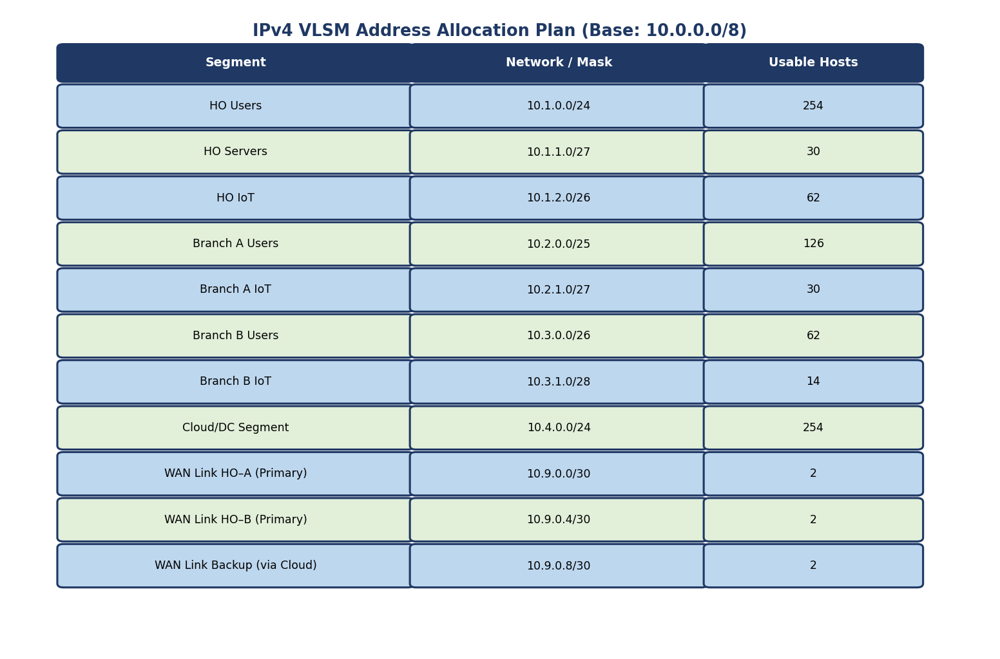 IPv4 VLSM Address Allocation Plan (Base: 10.0.0.0/8)
Segment Network / Mask Usable Hosts
HO Users 10.1.0.0/24 254
HO Servers 10.1.1.0/27 30
HO IoT 10.1.2.0/26 62
Branch A Users 10.2.0.0/25 126
Branch A IoT 10.2.1.0/27 30
Branch B Users 10.3.0.0/26 62
Branch B IoT 10.3.1.0/28 14
Cloud/DC Segment 10.4.0.0/24 254
WAN Link HO–A (Primary) 10.9.0.0/30 2
WAN Link HO–B (Primary) 10.9.0.4/30 2
WAN Link Backup (via Cloud) 10.9.0.8/30 2